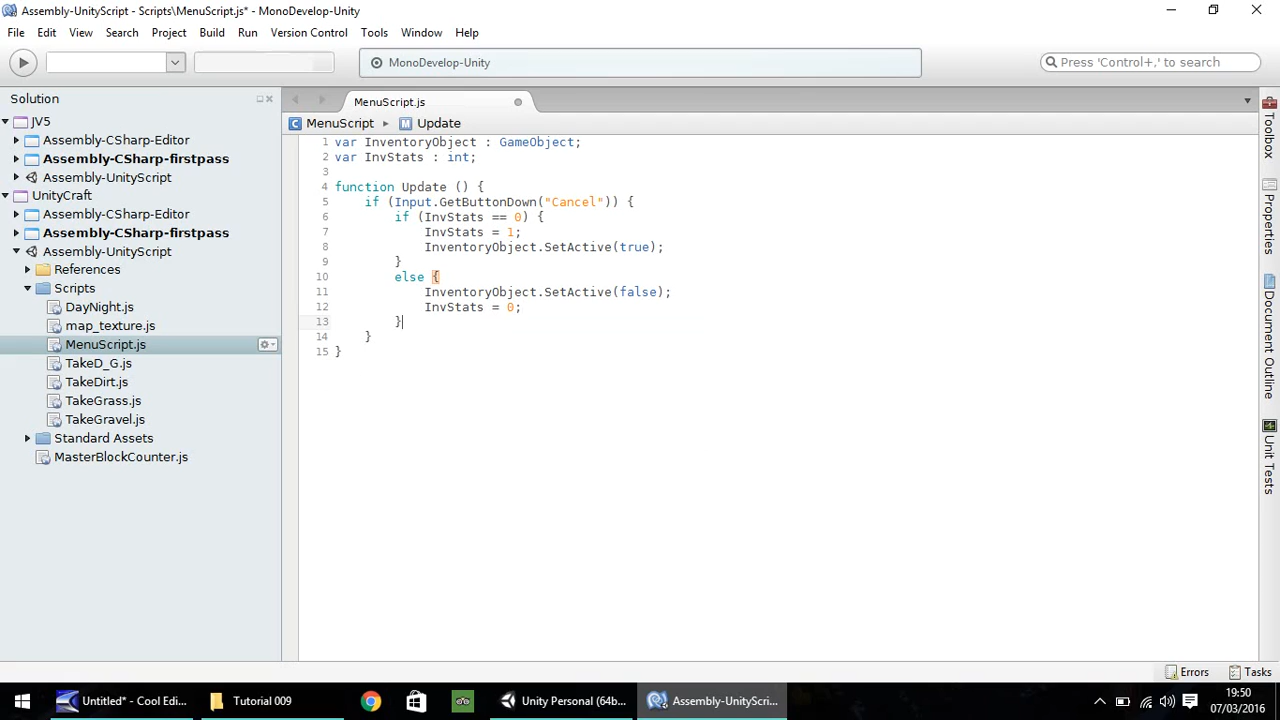 Assembly-UnityScript - Scripts\MenuScript.js* - MonoDevelop-Unity
File Edit View Search Project Build Run Version Control Tools Window Help
MonoDevelop-Unity
Press 'Control+,' to search
Solution
JV5
Assembly-CSharp-Editor
Assembly-CSharp-firstpass
Assembly-UnityScript
UnityCraft
Assembly-CSharp-Editor
Assembly-CSharp-firstpass
Assembly-UnityScript
References
Scripts
DayNight.js
map_texture.js
MenuScript.js
TakeD_G.js
TakeDirt.js
TakeGrass.js
TakeGravel.js
Standard Assets
MasterBlockCounter.js
MenuScript.js
MenuScript Update
1 var InventoryObject : GameObject;
2 var InvStats : int;
3
4 function Update () {
5 if (Input.GetButtonDown("Cancel")) {
6 if (InvStats == 0) {
7 InvStats = 1;
8 InventoryObject.SetActive(true);
9 }
10 else {
11 InventoryObject.SetActive(false);
12 InvStats = 0;
13 }
14 }
15 }
Toolbox
Properties
Document Outline
Unit Tests
Errors Tasks
Untitled* - Cool Edi...
Tutorial 009
Unity Personal (64b...
Assembly-UnityScri...
19:50
07/03/2016